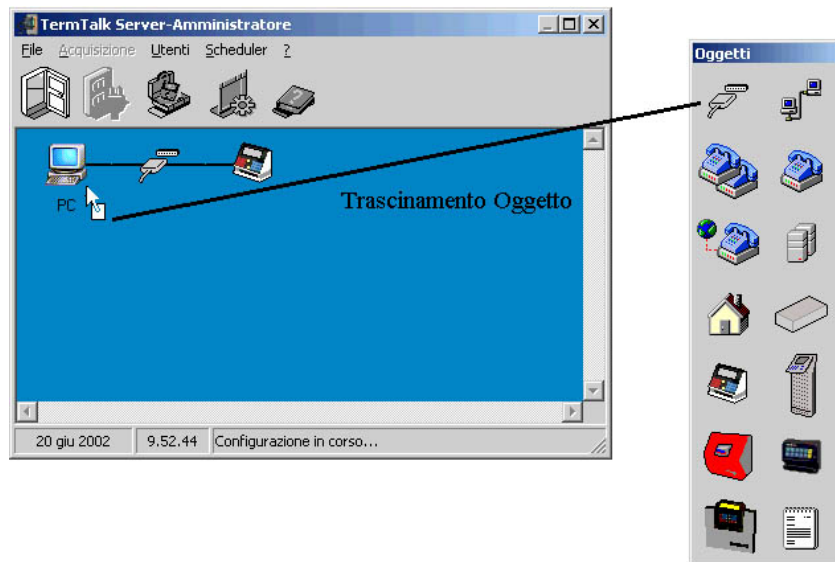 TermTalk Server-Amministratore
File Acquisizione Utenti Scheduler ?
Oggetti
PC
Trascinamento Oggetto
20 giu 2002 9.52.44 Configurazione in corso...